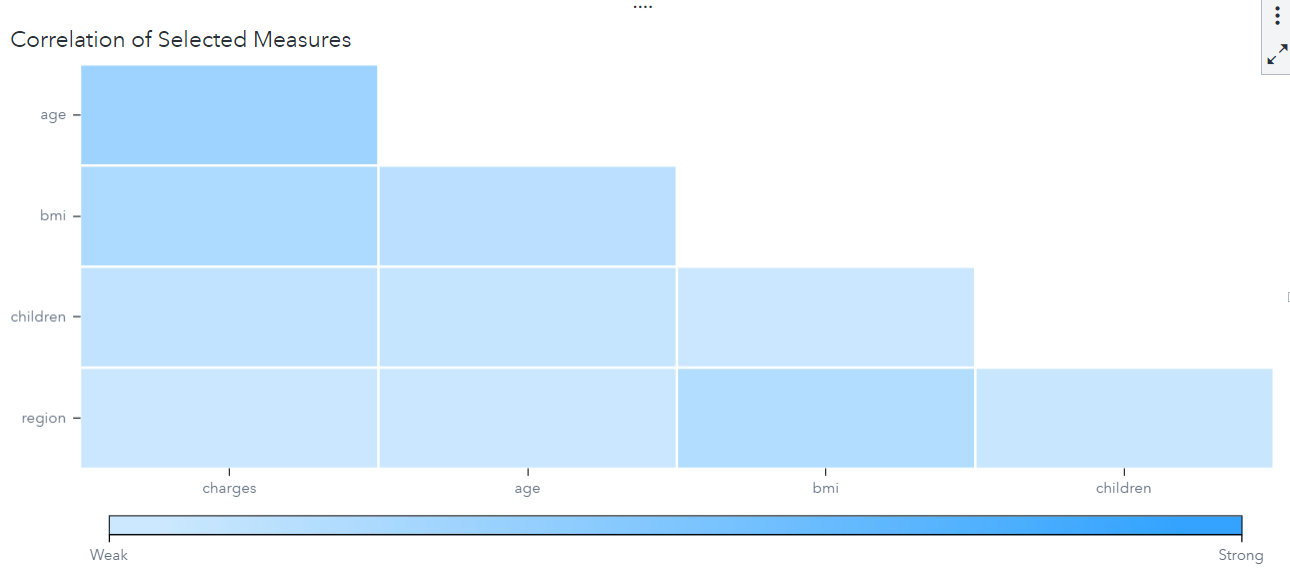 Correlation of Selected Measures
age
bmi
children
region
charges age bmi children
Weak Strong